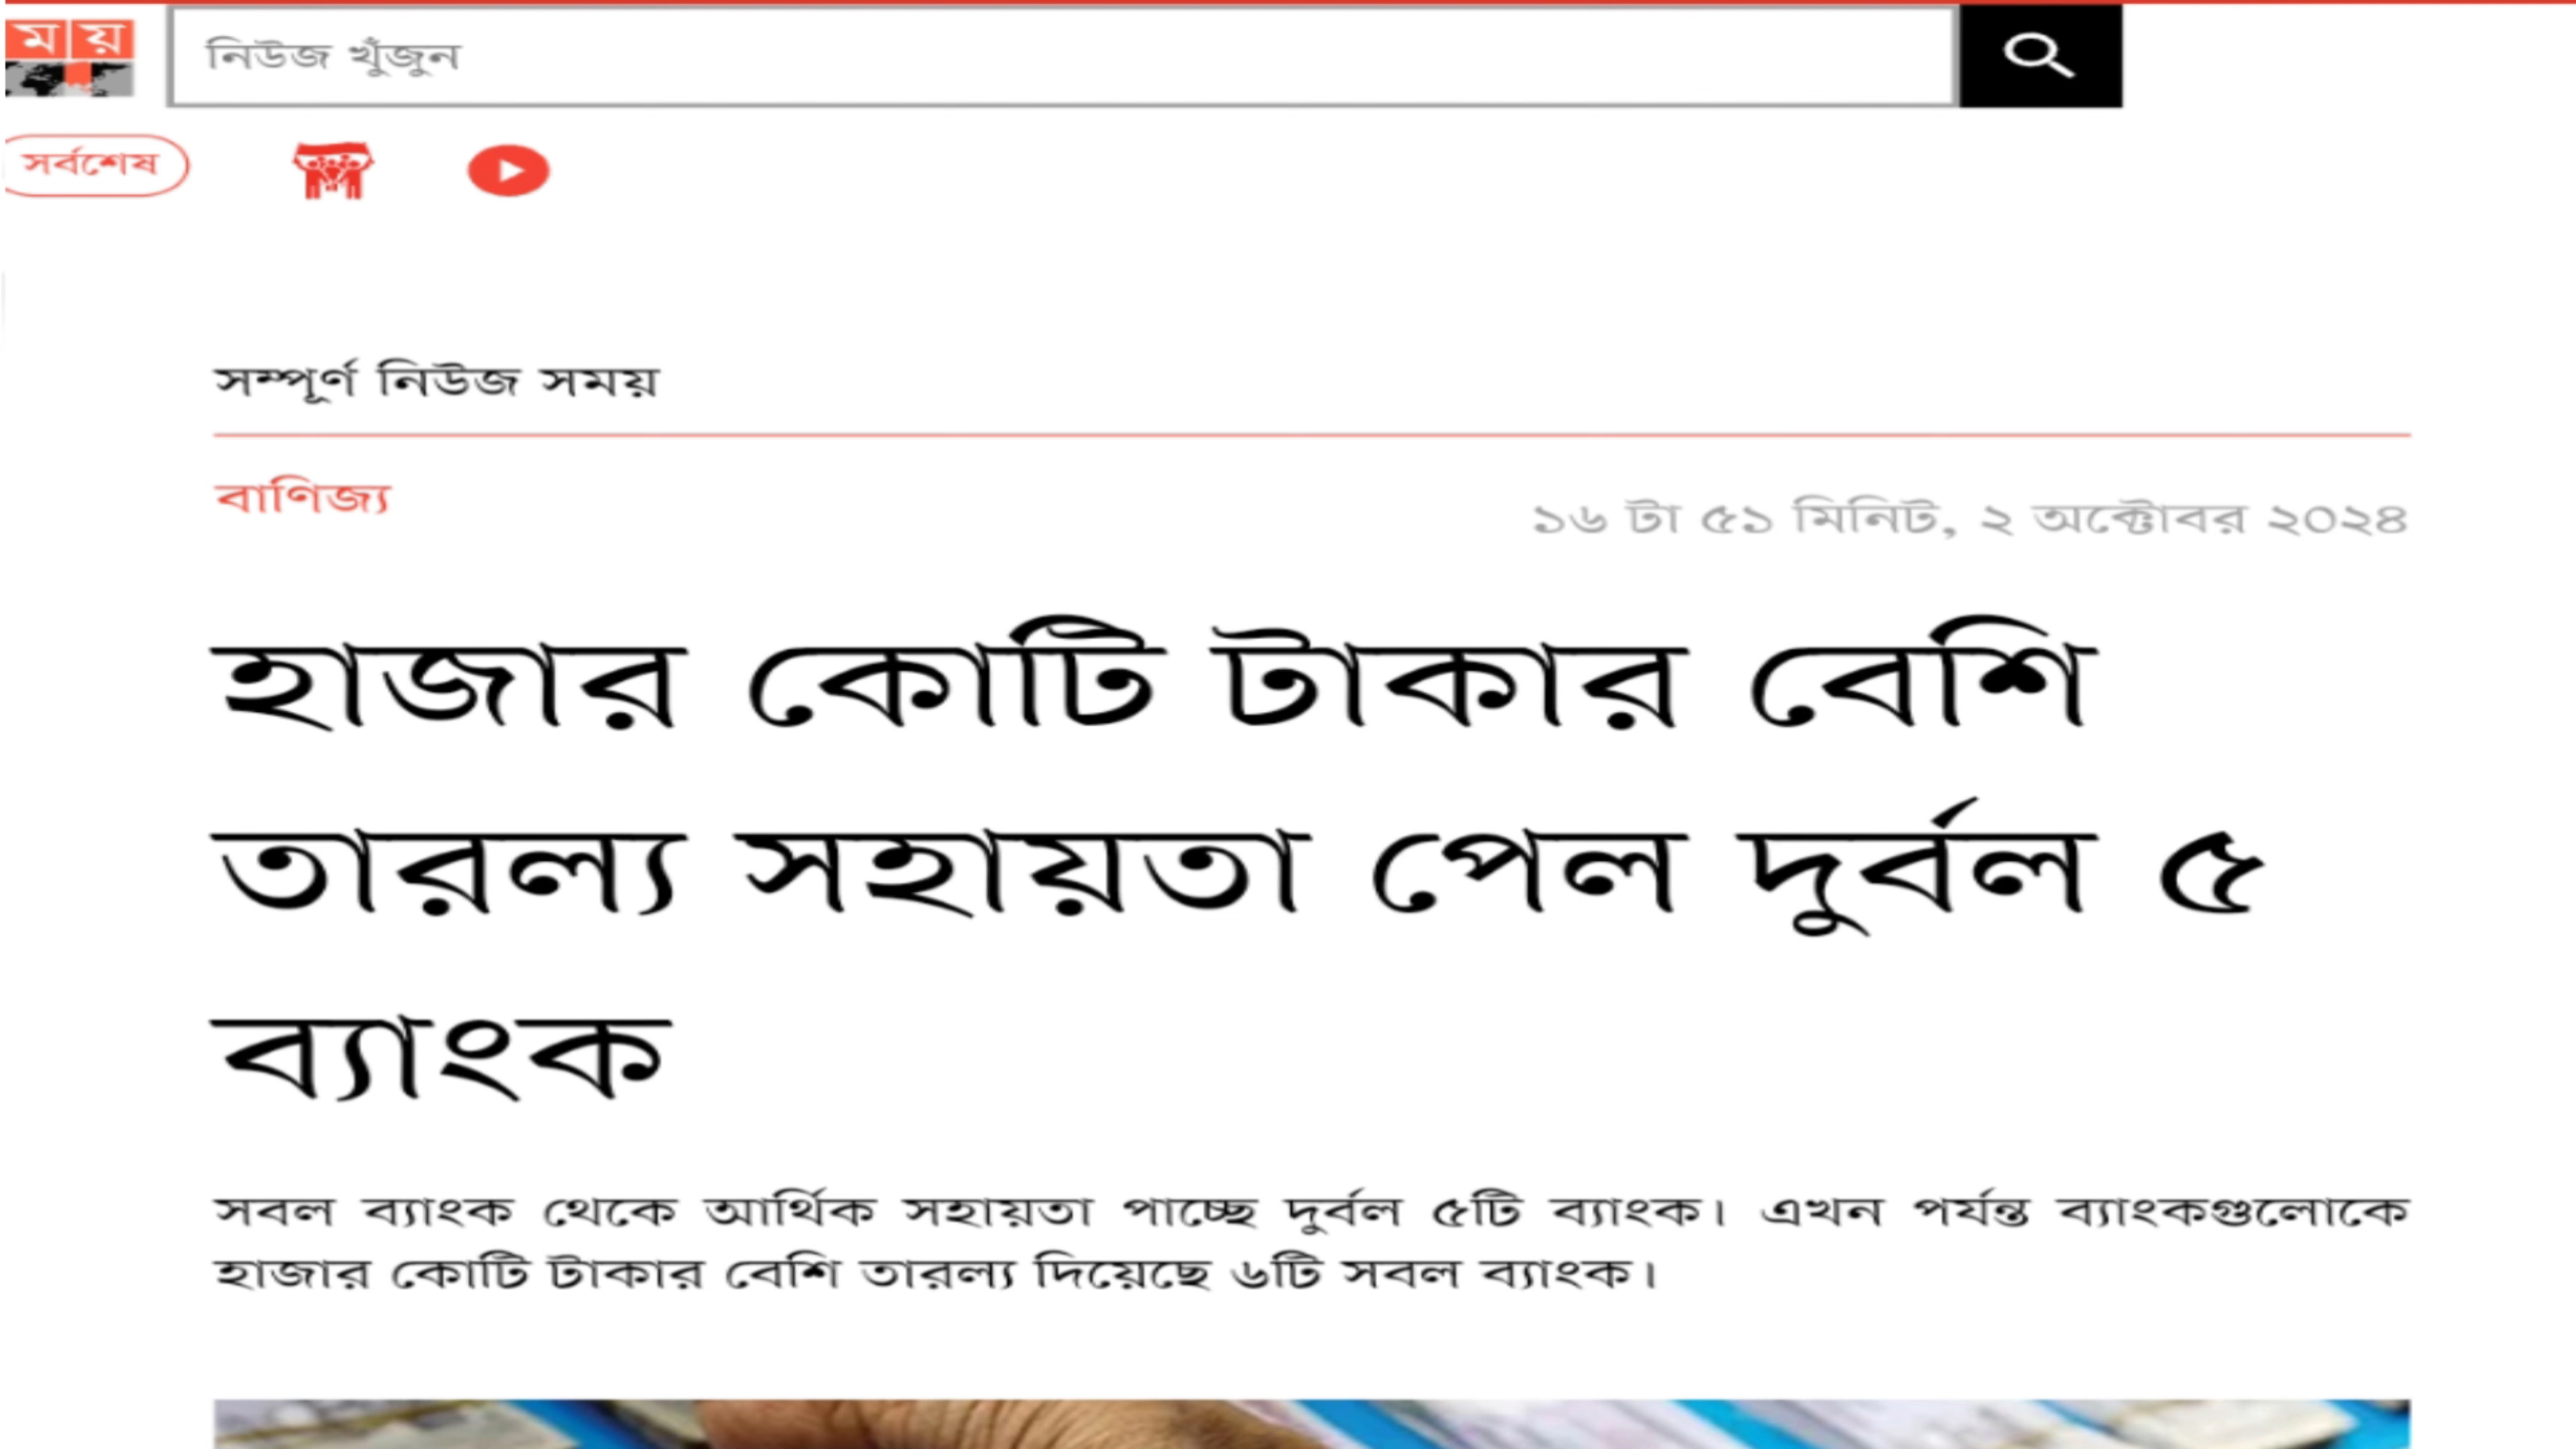 ময়
নিউজ খুঁজুন
সর্বশেষ
সম্পূর্ণ নিউজ সময়
বাণিজ্য
১৬ টা ৫১ মিনিট, ২ অক্টোবর ২০২৪
হাজার কোটি টাকার বেশি
তারল্য সহায়তা পেল দুর্বল ৫
ব্যাংক
সবল ব্যাংক থেকে আর্থিক সহায়তা পাচ্ছে দুর্বল ৫টি ব্যাংক। এখন পর্যন্ত ব্যাংকগুলোকে
হাজার কোটি টাকার বেশি তারল্য দিয়েছে ৬টি সবল ব্যাংক।